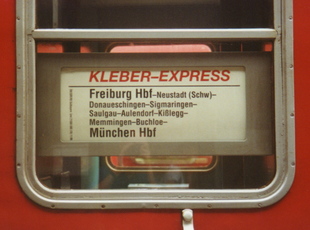 KLEBER-EXPRESS
Freiburg Hbf–Neustadt (Schw)–
Donaueschingen–Sigmaringen–
Saulgau–Aulendorf–Kißlegg–
Memmingen–Buchloe–
München Hbf